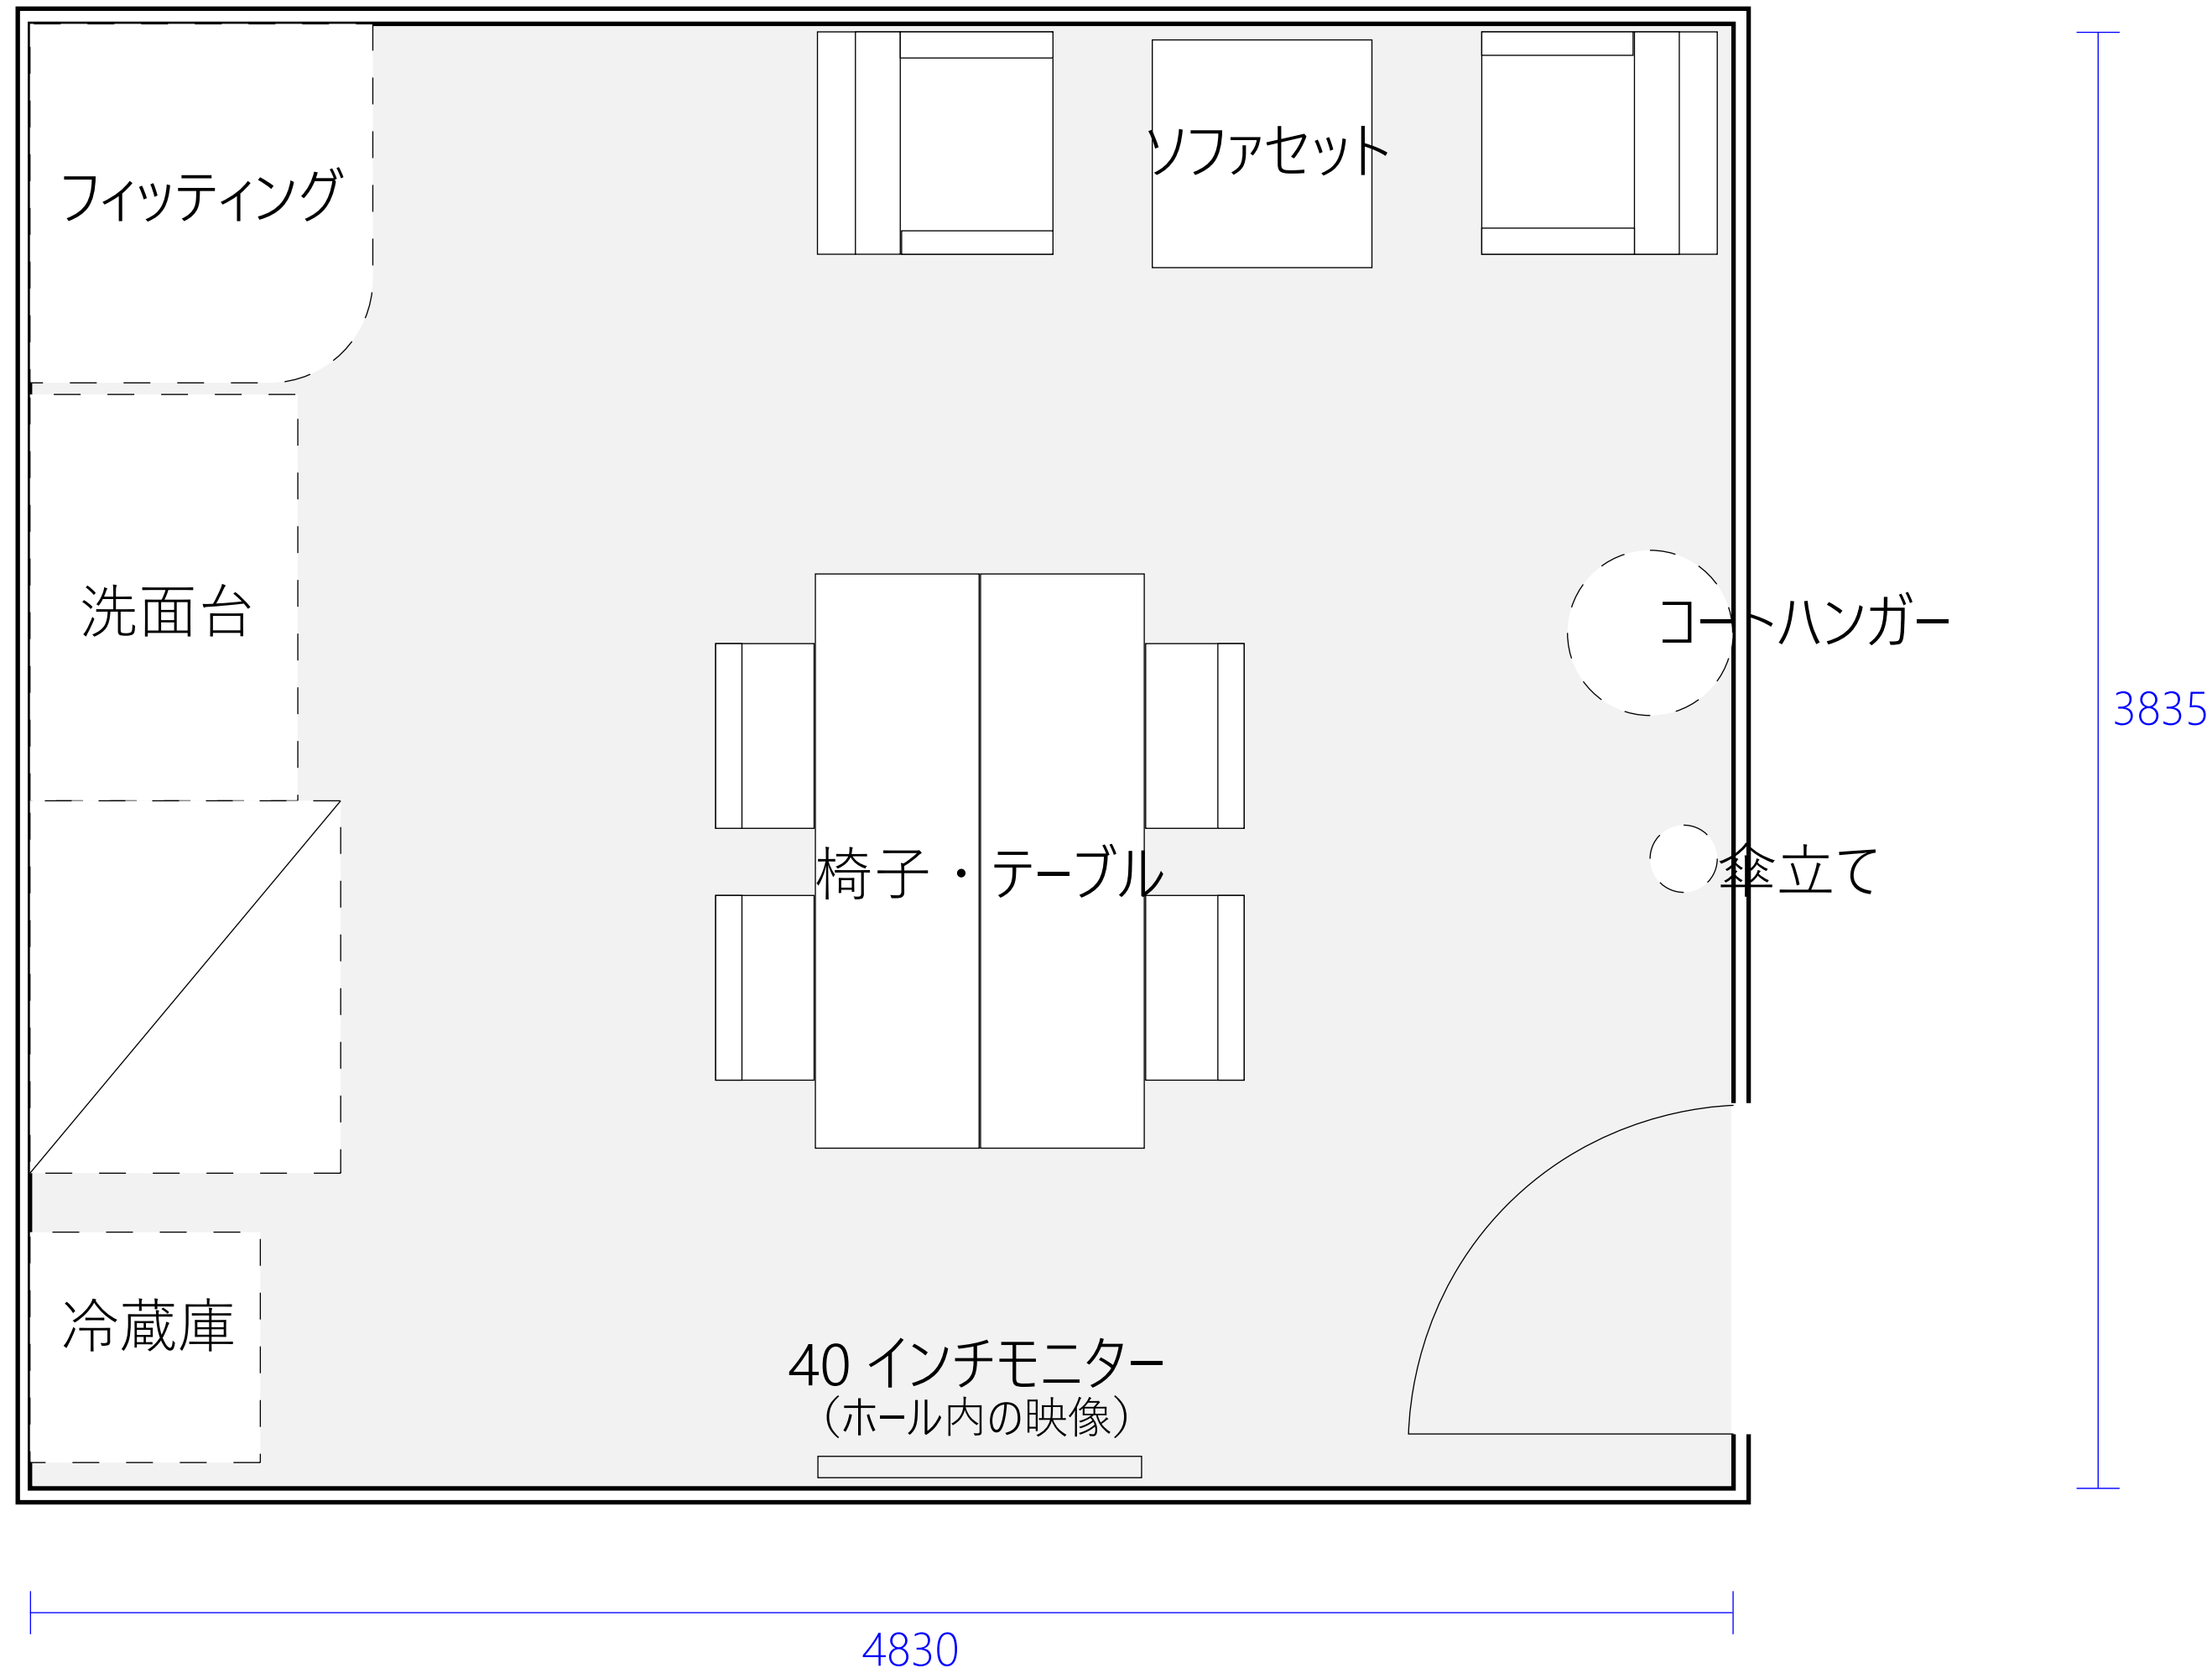 ソファセット
フィッティング
洗面台
コートハンガー
3835
椅子・テーブル
傘立て
冷蔵庫
40 インチモニター
（ホール内の映像）
4830